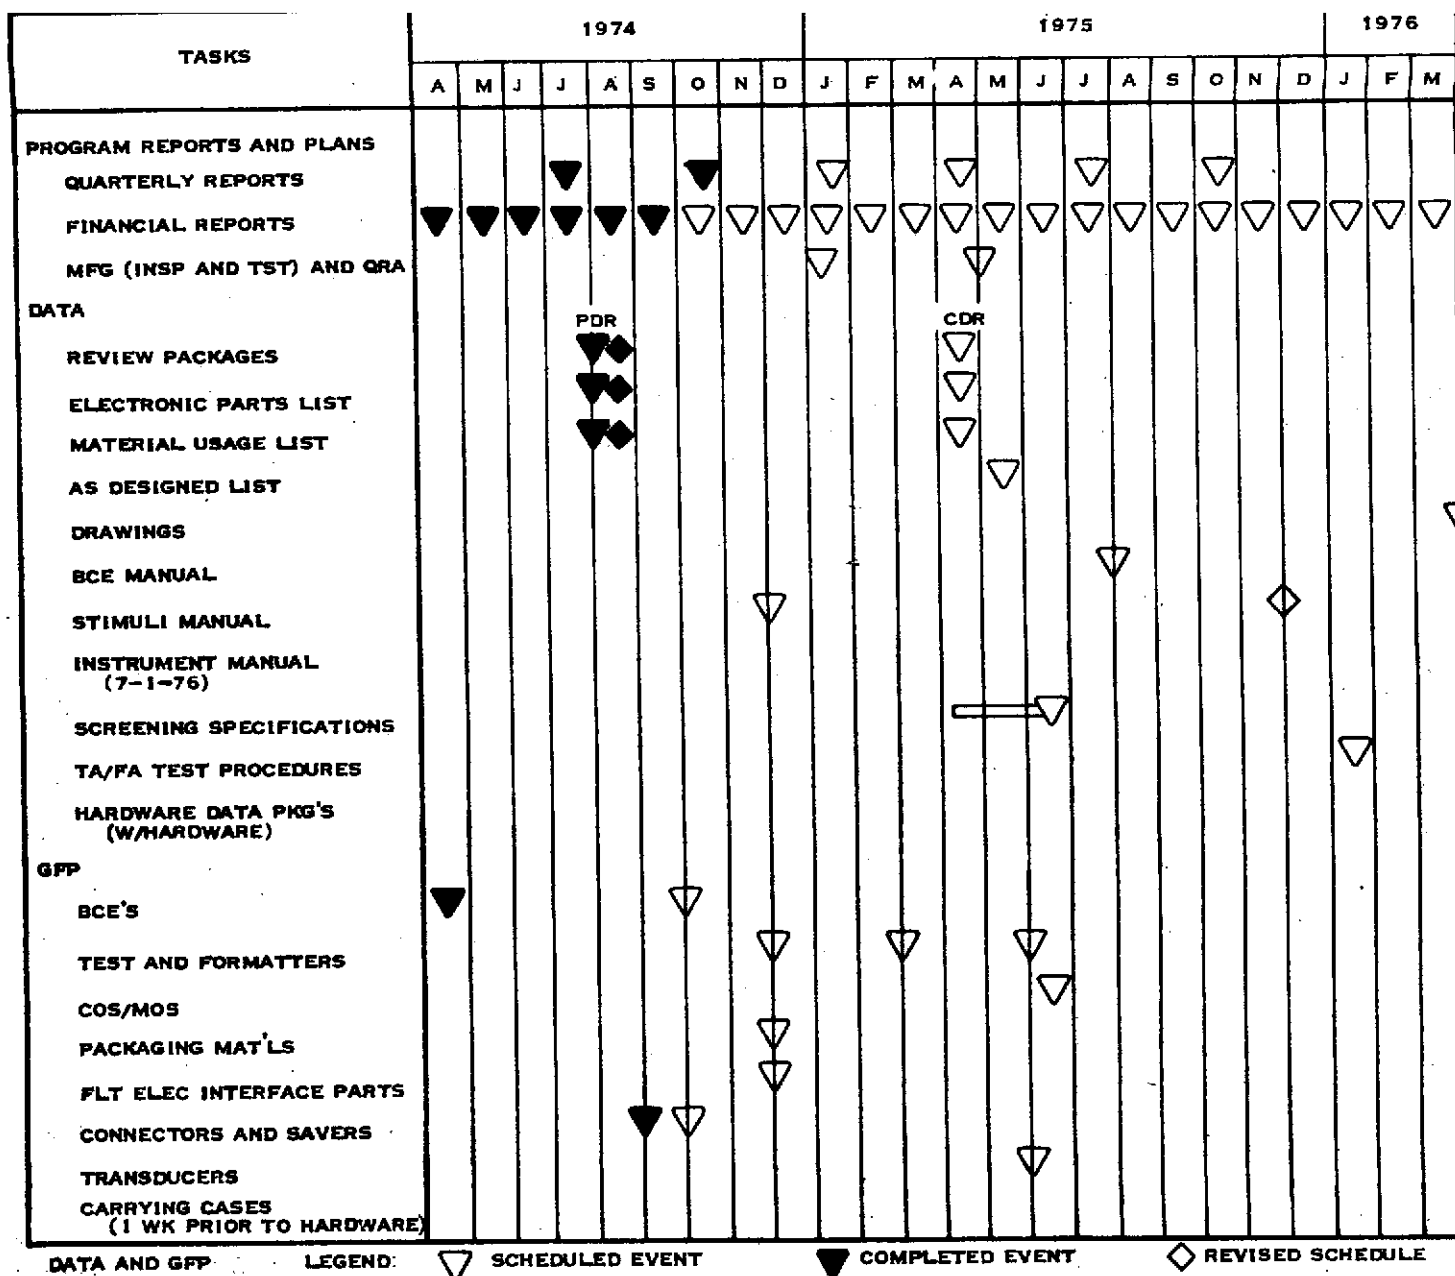 1974 1975 1976
TASKS
A M J J A S O N D J F M A M J J A S O N D J F M
PROGRAM REPORTS AND PLANS
QUARTERLY REPORTS
FINANCIAL REPORTS
MFG (INSP AND TST) AND QRA
DATA
PDR CDR
REVIEW PACKAGES
ELECTRONIC PARTS LIST
MATERIAL USAGE LIST
AS DESIGNED LIST
DRAWINGS
BCE MANUAL
STIMULI MANUAL
INSTRUMENT MANUAL
(7-1-76)
SCREENING SPECIFICATIONS
TA/FA TEST PROCEDURES
HARDWARE DATA PKG'S
(W/HARDWARE)
GFP
BCE'S
TEST AND FORMATTERS
COS/MOS
PACKAGING MAT'LS
FLT ELEC INTERFACE PARTS
CONNECTORS AND SAVERS
TRANSDUCERS
CARRYING CASES
(1 WK PRIOR TO HARDWARE)
DATA AND GFP LEGEND: SCHEDULED EVENT COMPLETED EVENT REVISED SCHEDULE